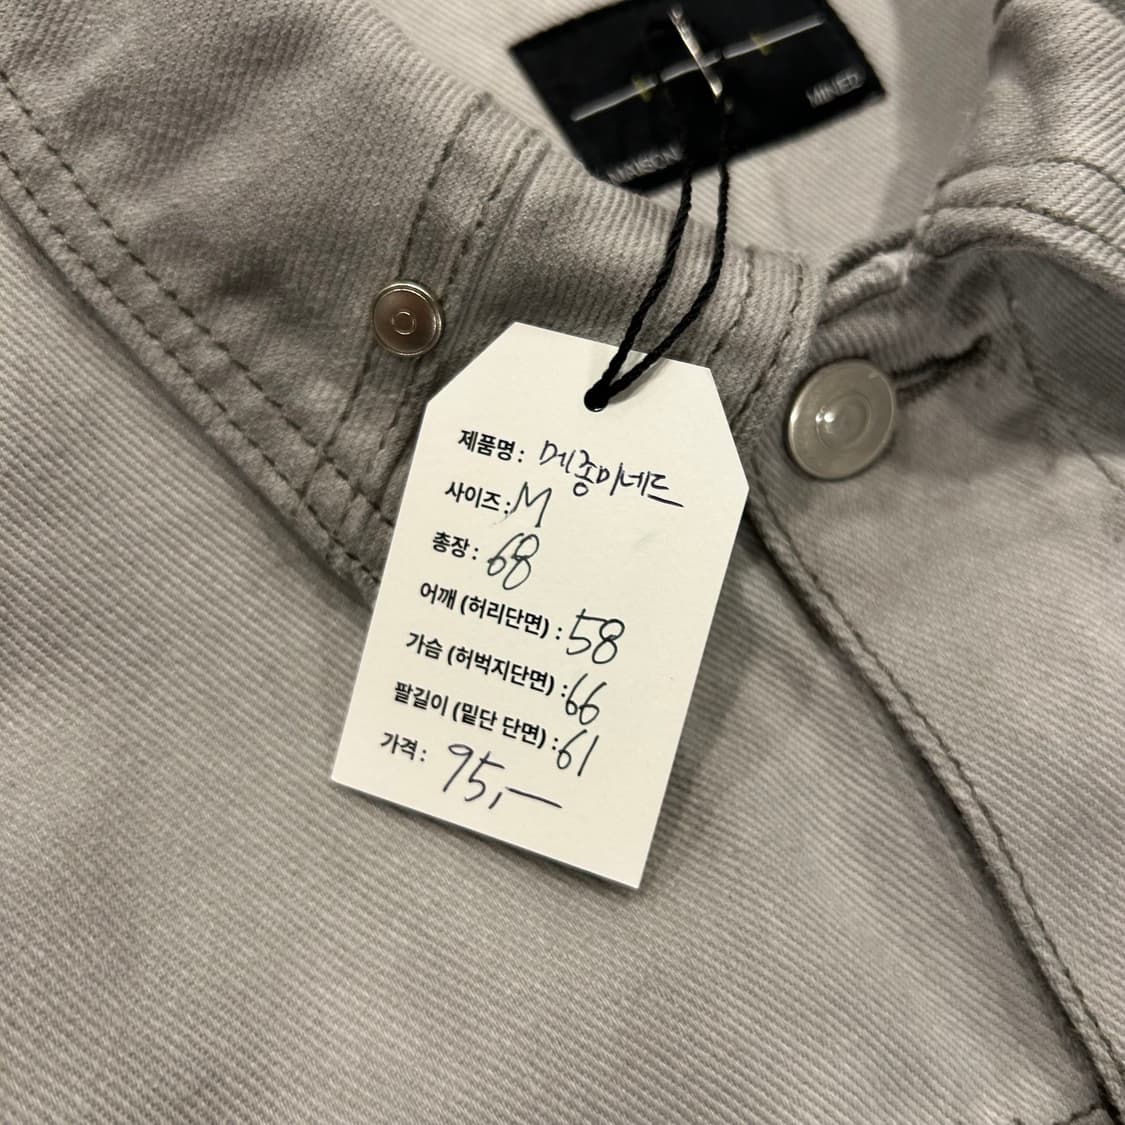 MAISON
MINED
제품명: 메종미네드
사이즈: M
총장: 68
어깨 (허리단면) : 58
가슴 (허벅지단면) : 66
팔길이 (밑단 단면) : 61
가격: 95,—